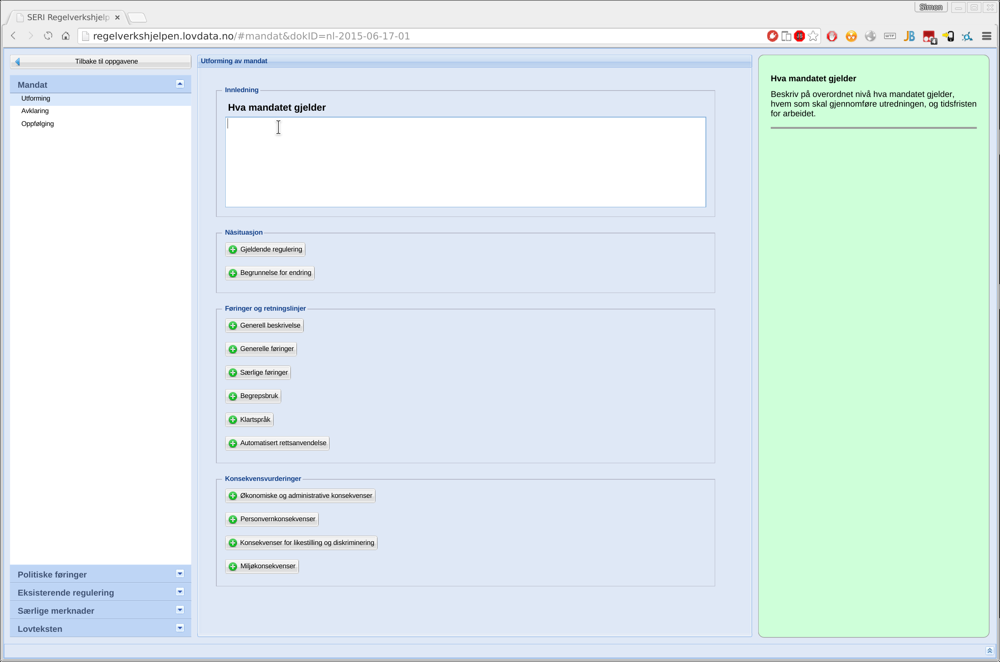 Simon
SERI Regelverkshjelp
regelverkshjelpen.lovdata.no/#mandat&dokID=nl-2015-06-17-01
JS
WTF
JB
4
Tilbake til oppgavene
Mandat
Utforming
Avklaring
Oppfølging
Politiske føringer
Eksisterende regulering
Særlige merknader
Lovteksten
Utforming av mandat
Innledning
Hva mandatet gjelder
Nåsituasjon
Gjeldende regulering
Begrunnelse for endring
Føringer og retningslinjer
Generell beskrivelse
Generelle føringer
Særlige føringer
Begrepsbruk
Klartspråk
Automatisert rettsanvendelse
Konsekvensvurderinger
Økonomiske og administrative konsekvenser
Personvernkonsekvenser
Konsekvenser for likestilling og diskriminering
Miljøkonsekvenser
Hva mandatet gjelder
Beskriv på overordnet nivå hva mandatet gjelder,
hvem som skal gjennomføre utredningen, og tidsfristen
for arbeidet.